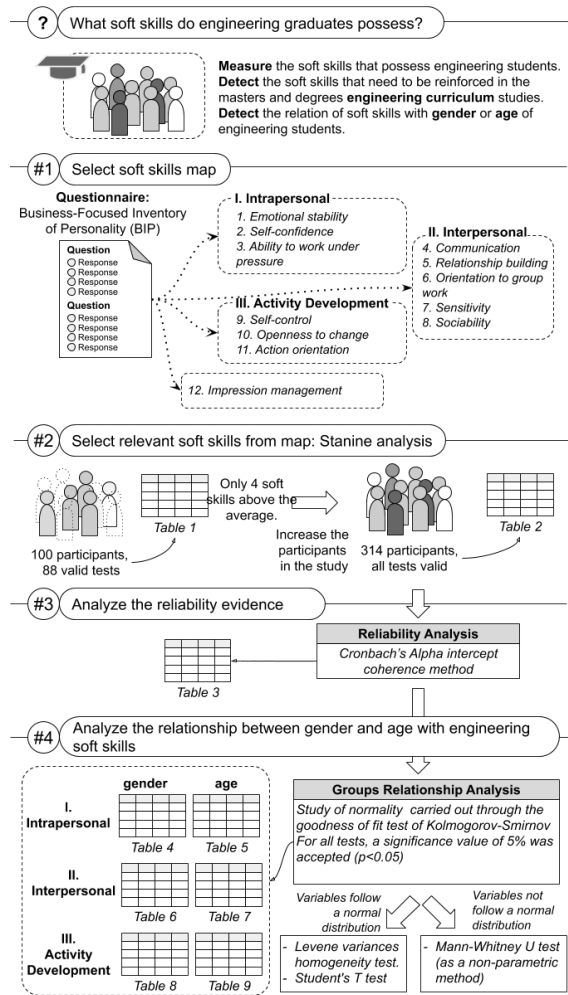 ?
What soft skills do engineering graduates possess?
Measure the soft skills that possess engineering students.
Detect the soft skills that need to be reinforced in the
masters and degrees engineering curriculum studies.
Detect the relation of soft skills with gender or age of
engineering students.
#1
Select soft skills map
Questionnaire:
Business-Focused Inventory
of Personality (BIP)
Question
Response
Response
Response
Response
Question
Response
Response
Response
Response
I. Intrapersonal
1. Emotional stability
2. Self-confidence
3. Ability to work under
pressure
II. Interpersonal
4. Communication
5. Relationship building
6. Orientation to group
work
7. Sensitivity
8. Sociability
III. Activity Development
9. Self-control
10. Openness to change
11. Action orientation
12. Impression management
#2
Select relevant soft skills from map: Stanine analysis
100 participants,
88 valid tests
Table 1
Only 4 soft
skills above the
average.
Increase the
participants
in the study
314 participants,
all tests valid
Table 2
#3
Analyze the reliability evidence
Reliability Analysis
Cronbach's Alpha intercept
coherence method
Table 3
#4
Analyze the relationship between gender and age with engineering
soft skills
gender
age
I.
Intrapersonal
Table 4
Table 5
II.
Interpersonal
Table 6
Table 7
III.
Activity
Development
Table 8
Table 9
Groups Relationship Analysis
Study of normality carried out through the
goodness of fit test of Kolmogorov-Smirnov
For all tests, a significance value of 5% was
accepted (p<0.05)
Variables follow
a normal
distribution
Variables not
follow a normal
distribution
- Levene variances
homogeneity test.
- Student's T test
- Mann-Whitney U test
(as a non-parametric
method)